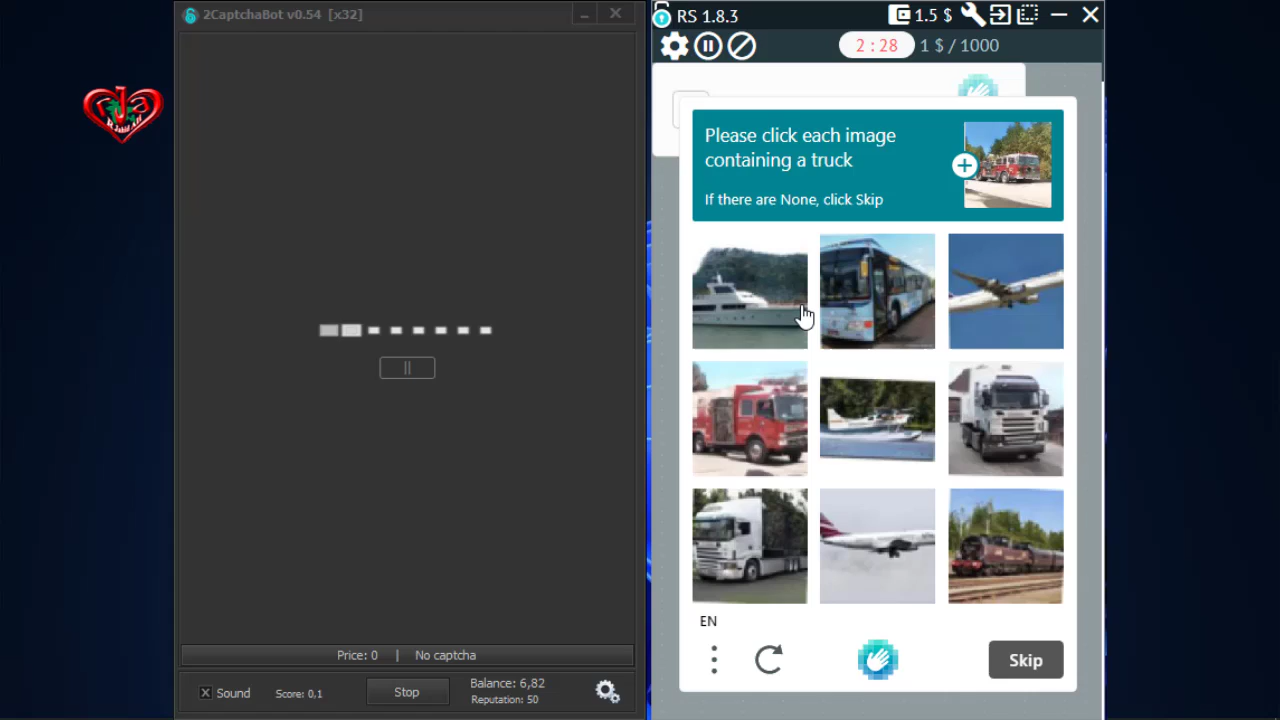 2CaptchaBot v0.54 [x32]
Price: 0 | No captcha
Sound
Score: 0,1
Stop
Balance: 6,82
Reputation: 50
RS 1.8.3
1.5 $
2 : 28
1 $ / 1000
Please click each image
containing a truck
If there are None, click Skip
EN
Skip